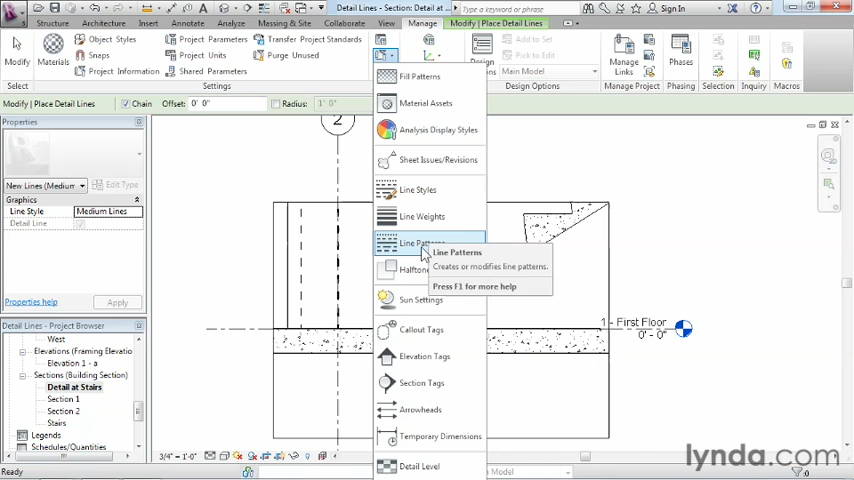 Detail Lines - Section: Detail at ...
Type a keyword or phrase
Sign In
Structure Architecture Insert Annotate Analyze Massing & Site Collaborate View Manage Modify | Place Detail Lines
Modify
Materials
Object Styles
Snaps
Project Information
Project Parameters
Project Units
Shared Parameters
Transfer Project Standards
Purge Unused
Design Options
Add to Set
Pick to Edit
Main Model
Manage Links
Phases
Select
Settings
Design Options
Manage Project
Phasing
Selection
Inquiry
Macros
Modify | Place Detail Lines
Chain
Offset: 0' 0"
Radius: 1' 0"
Properties
New Lines (Medium
Edit Type
Graphics
Line Style
Medium Lines
Detail Line
Properties help
Apply
Detail Lines - Project Browser
West
Elevations (Framing Elevatio
Elevation 1 - a
Sections (Building Section)
Detail at Stairs
Section 1
Section 2
Stairs
Legends
Schedules/Quantities
2
Fill Patterns
Material Assets
Analysis Display Styles
Sheet Issues/Revisions
Line Styles
Line Weights
Line Patterns
Line Patterns
Creates or modifies line patterns.
Press F1 for more help
Halftone
Sun Settings
Callout Tags
Elevation Tags
Section Tags
Arrowheads
Temporary Dimensions
Detail Level
1 - First Floor
0' - 0"
3/4" = 1'-0"
Ready
Model
:0
lynda.com